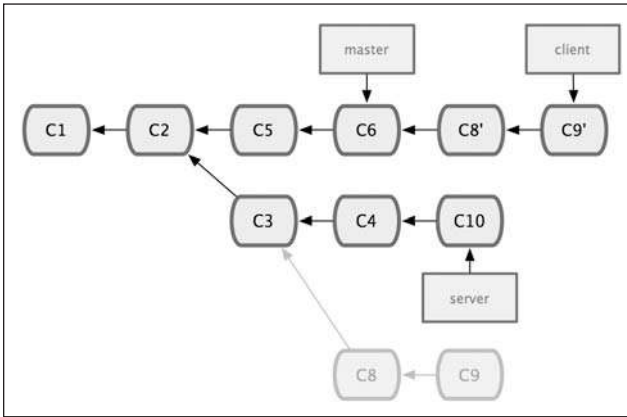 master client
C1 C2 C5 C6 C8' C9'
C3 C4 C10
server
C8 C9